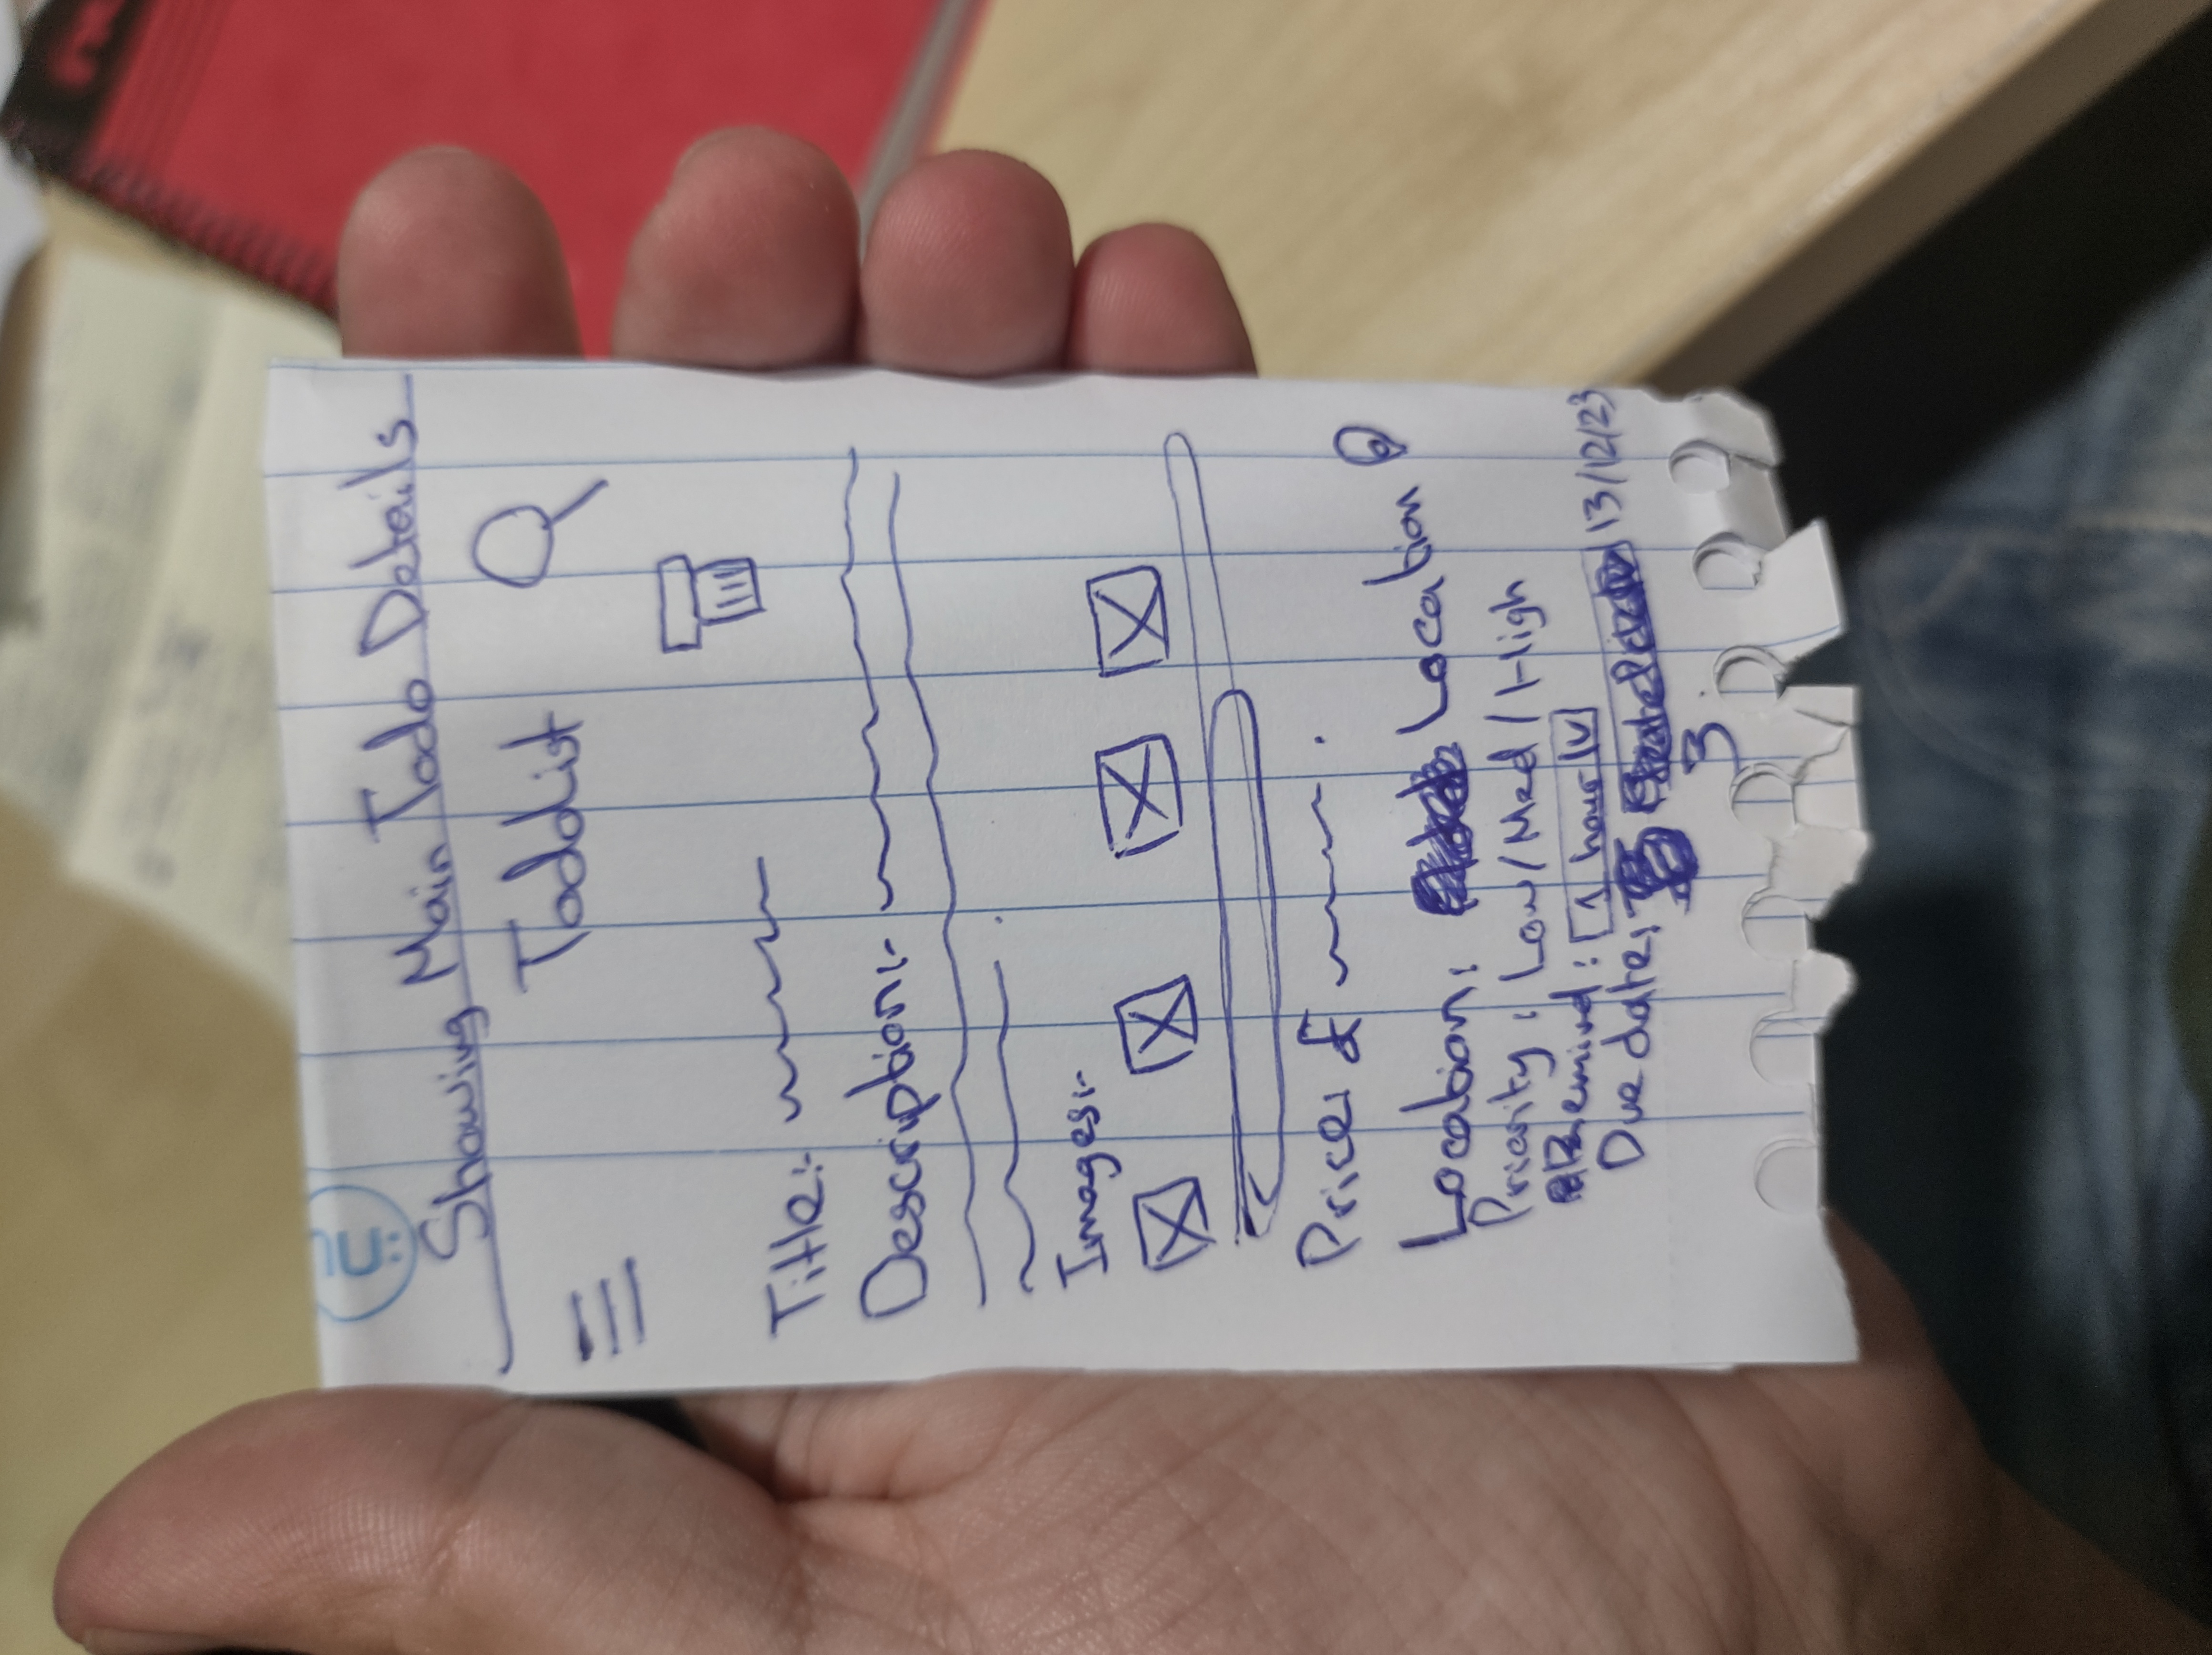 Showing Main Todo Details
TodoList
Title:-
Description:-
Images:-
Price: £
Location: Location
Priority: Low/Med/High
Remind: 1 hour
Due date: 13/12/23
3